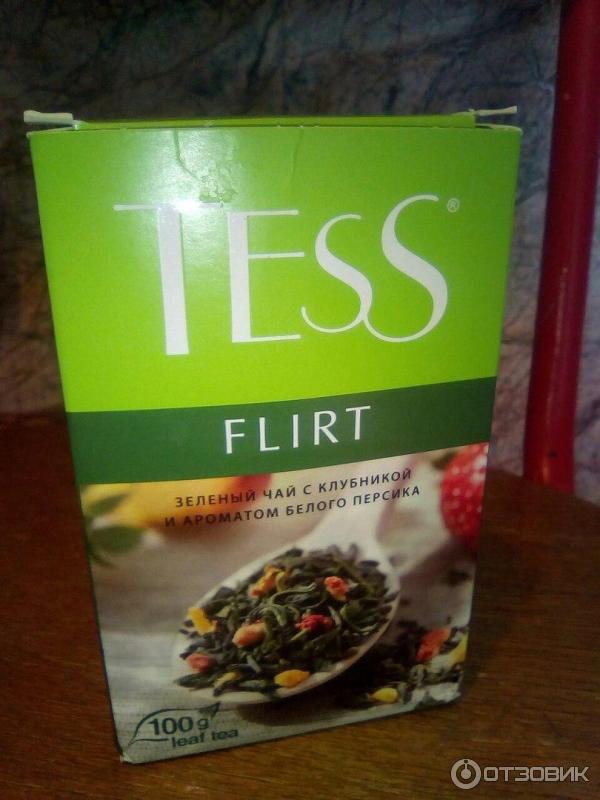 TESS®
FLIRT
ЗЕЛЕНЫЙ ЧАЙ С КЛУБНИКОЙ
И АРОМАТОМ БЕЛОГО ПЕРСИКА
100g
leaf tea
ОТЗОВИК